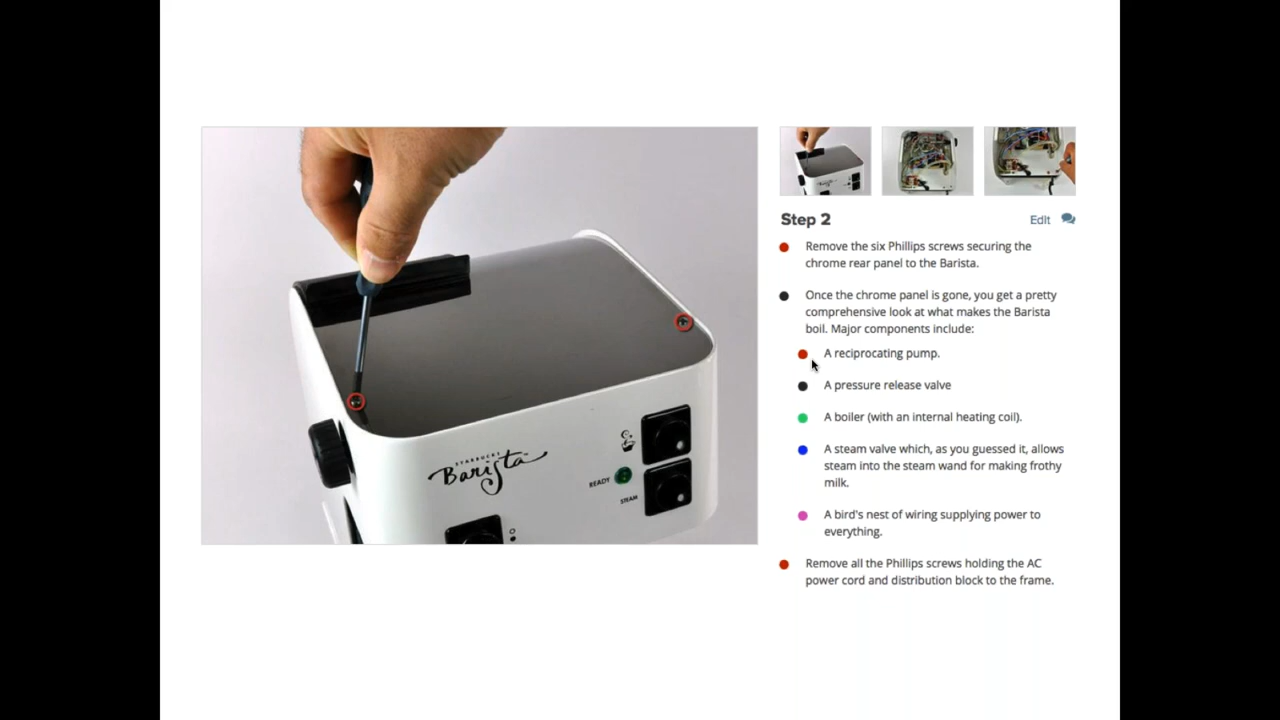 Step 2
Edit
Remove the six Phillips screws securing the
chrome rear panel to the Barista.
Once the chrome panel is gone, you get a pretty
comprehensive look at what makes the Barista
boil. Major components include:
A reciprocating pump.
A pressure release valve
A boiler (with an internal heating coil).
A steam valve which, as you guessed it, allows
steam into the steam wand for making frothy
milk.
A bird's nest of wiring supplying power to
everything.
Remove all the Phillips screws holding the AC
power cord and distribution block to the frame.
STARBUCKS
Barista
READY
STEAM